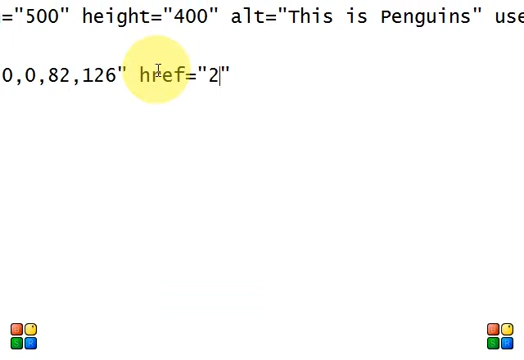 ="500" height="400" alt="This is Penguins" use
0,0,82,126" href="2"